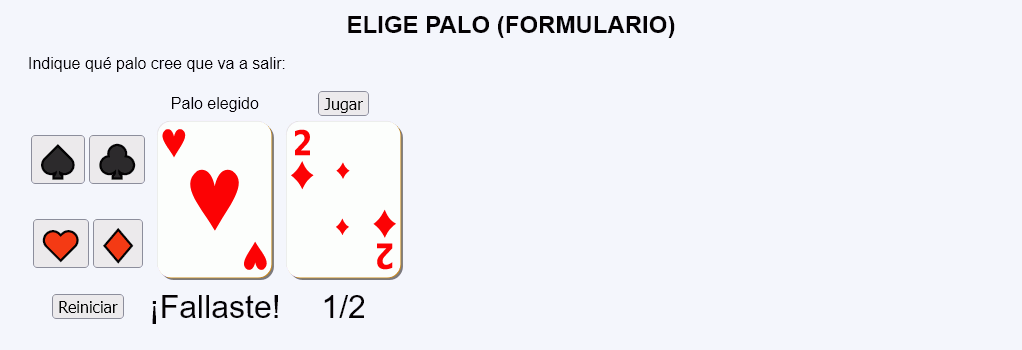 ELIGE PALO (FORMULARIO)
Indique qué palo cree que va a salir:
Palo elegido
Jugar
2
2
Reiniciar
¡Fallaste!
1/2